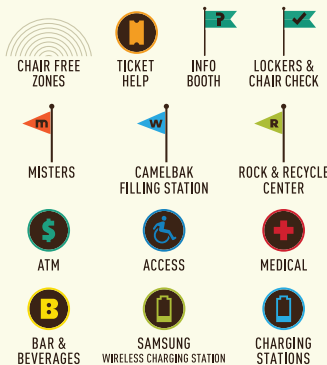 CHAIR FREE
ZONES
TICKET
HELP
?
INFO
BOOTH
LOCKERS &
CHAIR CHECK
m
MISTERS
W
CAMELBAK
FILLING STATION
R
ROCK & RECYCLE
CENTER
$
ATM
ACCESS
MEDICAL
B
BAR &
BEVERAGES
SAMSUNG
WIRELESS CHARGING STATION
CHARGING
STATIONS